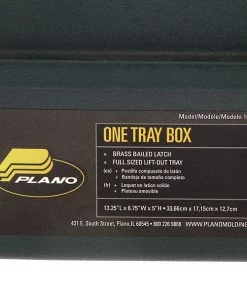 Model/Modèle/Modelo
ONE TRAY BOX
PLANO
+ BRASS BAILED LATCH
+ FULL SIZED LIFT-OUT TRAY
(es) + Pestillo compuesto de latón
+ Bandeja de tamaño completo
(fr) + Loquet en laiton solide
+ Plateau amovible
13.25"L x 6.75"W x 5"H • 33,66cm x 17,15cm x 12,7cm
431 E. South Street, Plano, IL 60545 • 800 226 9868 WWW.PLANOMOLDING